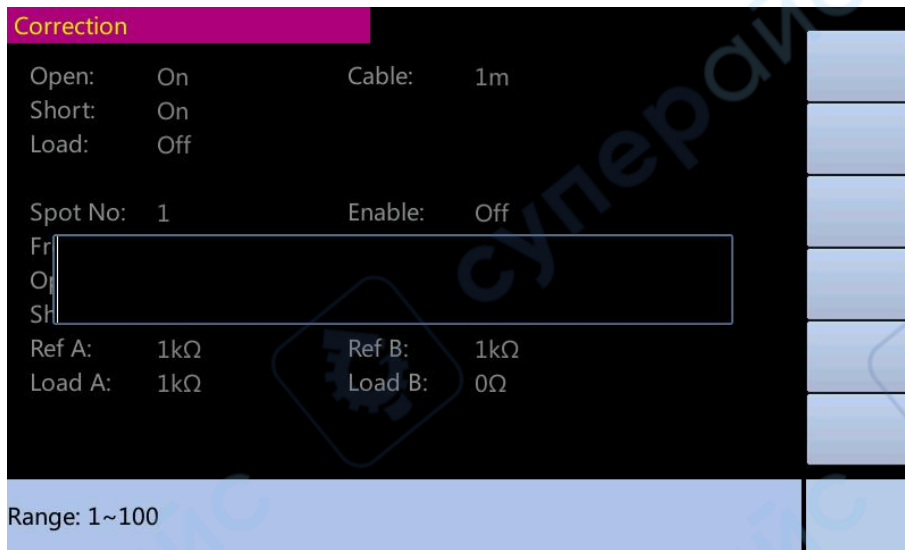 Correction
Open: On Cable: 1m
Short: On
Load: Off
Spot No: 1 Enable: Off
Ref A: 1kΩ Ref B: 1kΩ
Load A: 1kΩ Load B: 0Ω
Range: 1~100
суперайс